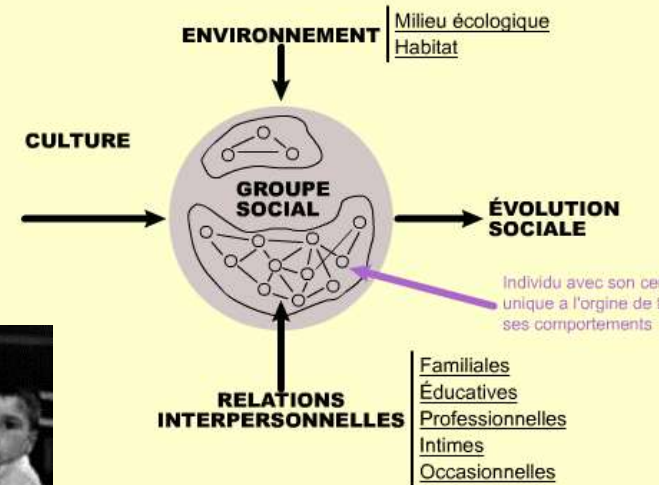 ENVIRONNEMENT
Milieu écologique
Habitat
CULTURE
GROUPE
SOCIAL
ÉVOLUTION
SOCIALE
Individu avec son
unique a l'orgine de
ses comportements
RELATIONS
INTERPERSONNELLES
Familiales
Éducatives
Professionnelles
Intimes
Occasionnelles